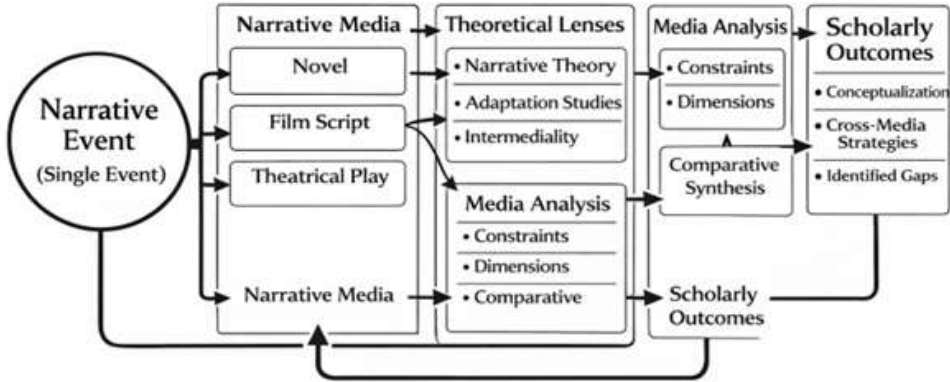 Narrative
Event
(Single Event)
Narrative Media
Novel
Film Script
Theatrical Play
Narrative Media
Theoretical Lenses
• Narrative Theory
• Adaptation Studies
• Intermediality
Media Analysis
• Constraints
• Dimensions
• Comparative
Media Analysis
• Constraints
• Dimensions
Comparative
Synthesis
Scholarly
Outcomes
Scholarly
Outcomes
• Conceptualization
• Cross-Media
Strategies
• Identified Gaps